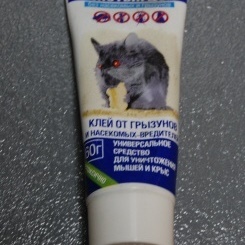 КЛЕЙ ОТ ГРЫЗУНОВ
И НАСЕКОМЫХ-ВРЕДИТЕЛЕЙ
60г
УНИВЕРСАЛЬНОЕ
СРЕДСТВО
ДЛЯ УНИЧТОЖЕНИЯ
МЫШЕЙ И КРЫС